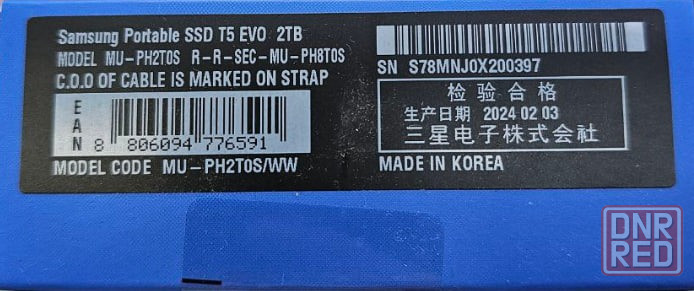 Samsung Portable SSD T5 EVO 2TB
MODEL MU-PH2T0S R-R-SEC-MU-PH8T0S
C.O.O OF CABLE IS MARKED ON STRAP
EAN
8 806094 776591
MODEL CODE MU-PH2T0S/WW
SN S78MNJ0X200397
检验合格
生产日期 2024 02 03
三星电子株式会社
MADE IN KOREA
DNR
RED